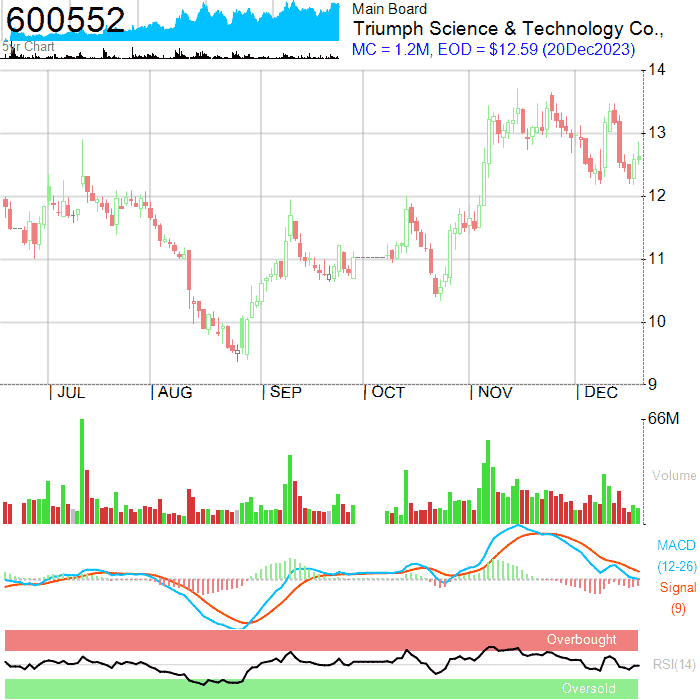 600552
5yr Chart
Main Board
Triumph Science & Technology Co.,
MC = 1.2M, EOD = $12.59 (20Dec2023)
14
13
12
11
10
9
JUL AUG SEP OCT NOV DEC
66M
Volume
MACD
(12-26)
Signal
(9)
Overbought
RSI(14)
Oversold